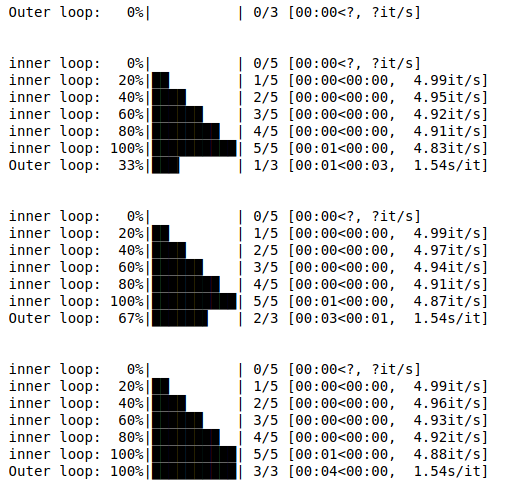 Outer loop:   0%|          | 0/3 [00:00<?, ?it/s]
inner loop:   0%|          | 0/5 [00:00<?, ?it/s]
inner loop:  20%|██        | 1/5 [00:00<00:00,  4.99it/s]
inner loop:  40%|████      | 2/5 [00:00<00:00,  4.95it/s]
inner loop:  60%|██████    | 3/5 [00:00<00:00,  4.92it/s]
inner loop:  80%|████████  | 4/5 [00:00<00:00,  4.91it/s]
inner loop: 100%|██████████| 5/5 [00:01<00:00,  4.83it/s]
Outer loop:  33%|███▎      | 1/3 [00:01<00:03,  1.54s/it]
inner loop:   0%|          | 0/5 [00:00<?, ?it/s]
inner loop:  20%|██        | 1/5 [00:00<00:00,  4.99it/s]
inner loop:  40%|████      | 2/5 [00:00<00:00,  4.97it/s]
inner loop:  60%|██████    | 3/5 [00:00<00:00,  4.94it/s]
inner loop:  80%|████████  | 4/5 [00:00<00:00,  4.91it/s]
inner loop: 100%|██████████| 5/5 [00:01<00:00,  4.87it/s]
Outer loop:  67%|██████▋   | 2/3 [00:03<00:01,  1.54s/it]
inner loop:   0%|          | 0/5 [00:00<?, ?it/s]
inner loop:  20%|██        | 1/5 [00:00<00:00,  4.99it/s]
inner loop:  40%|████      | 2/5 [00:00<00:00,  4.96it/s]
inner loop:  60%|██████    | 3/5 [00:00<00:00,  4.93it/s]
inner loop:  80%|████████  | 4/5 [00:00<00:00,  4.92it/s]
inner loop: 100%|██████████| 5/5 [00:01<00:00,  4.88it/s]
Outer loop: 100%|██████████| 3/3 [00:04<00:00,  1.54s/it]